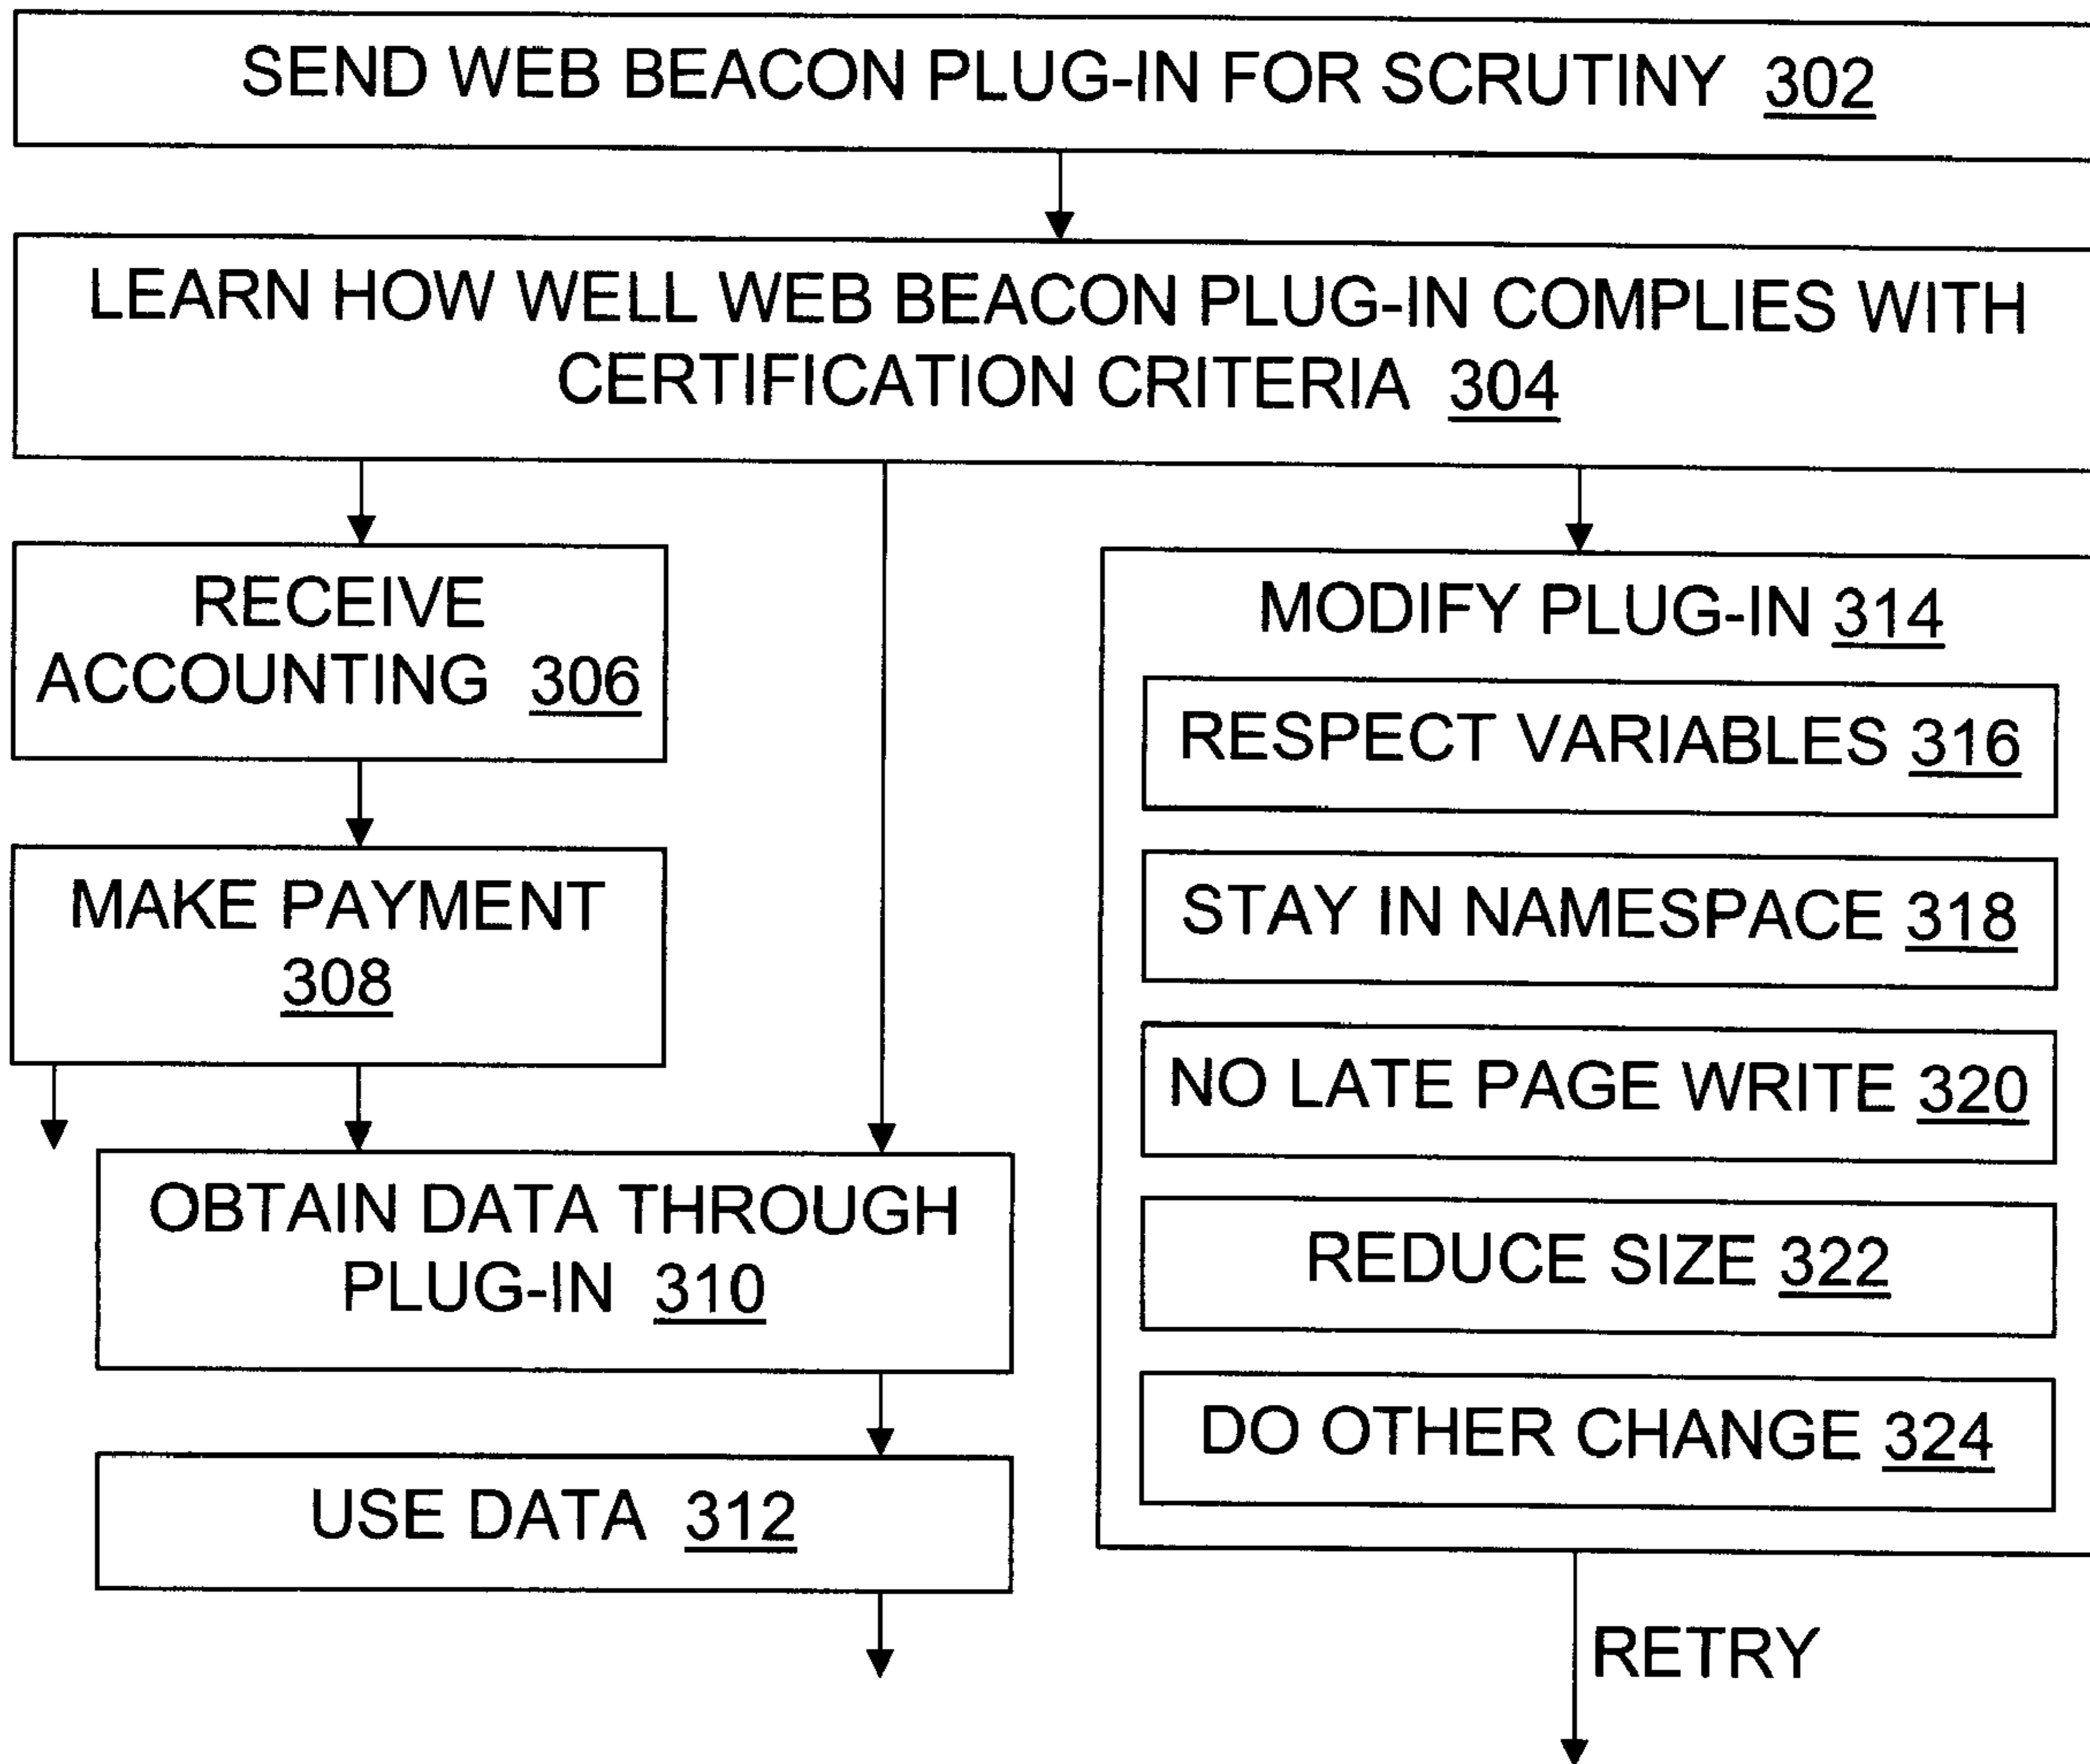 SEND WEB BEACON PLUG-IN FOR SCRUTINY 302
LEARN HOW WELL WEB BEACON PLUG-IN COMPLIES WITH
CERTIFICATION CRITERIA 304
RECEIVE
ACCOUNTING 306
MAKE PAYMENT
308
OBTAIN DATA THROUGH
PLUG-IN 310
USE DATA 312
MODIFY PLUG-IN 314
RESPECT VARIABLES 316
STAY IN NAMESPACE 318
NO LATE PAGE WRITE 320
REDUCE SIZE 322
DO OTHER CHANGE 324
RETRY